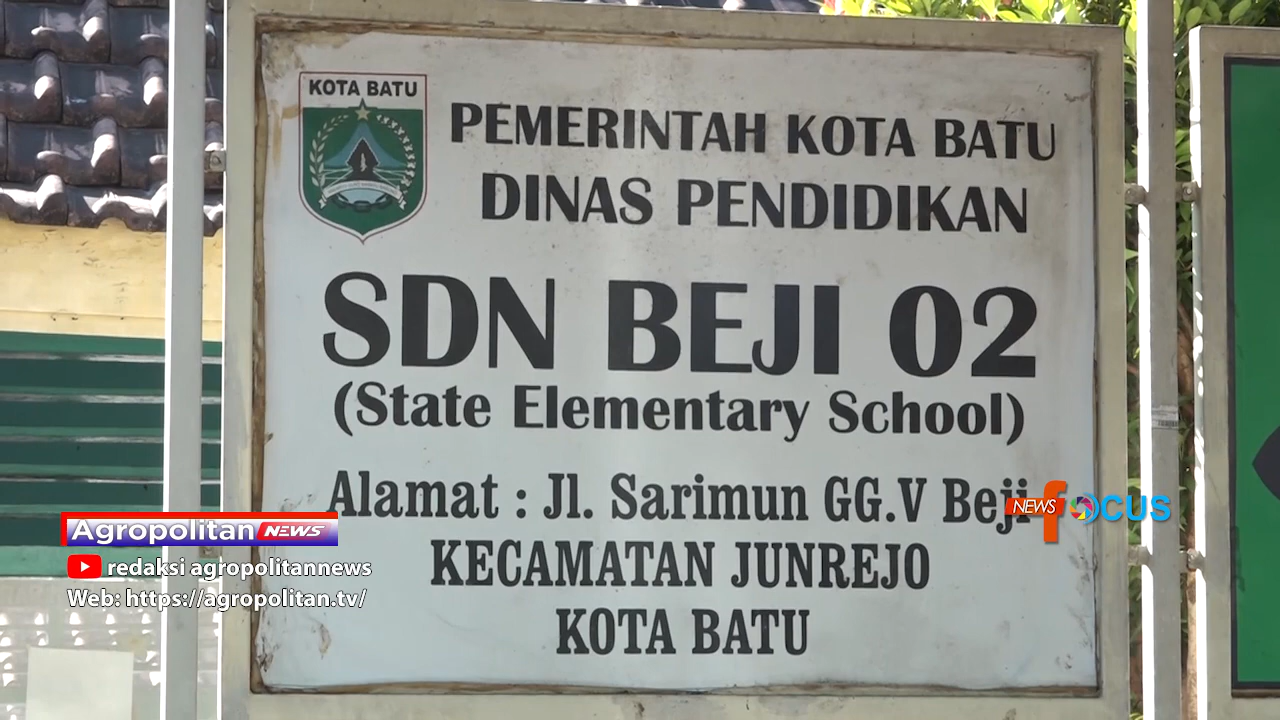 KOTA BATU
PEMERINTAH KOTA BATU
DINAS PENDIDIKAN
SDN BEJI 02
(State Elementary School)
Alamat : Jl. Sarimun GG.V Beji
KECAMATAN JUNREJO
KOTA BATU
NEWS FOCUS
Agropolitan NEWS
redaksi agropolitannews
Web: https://agropolitan.tv/